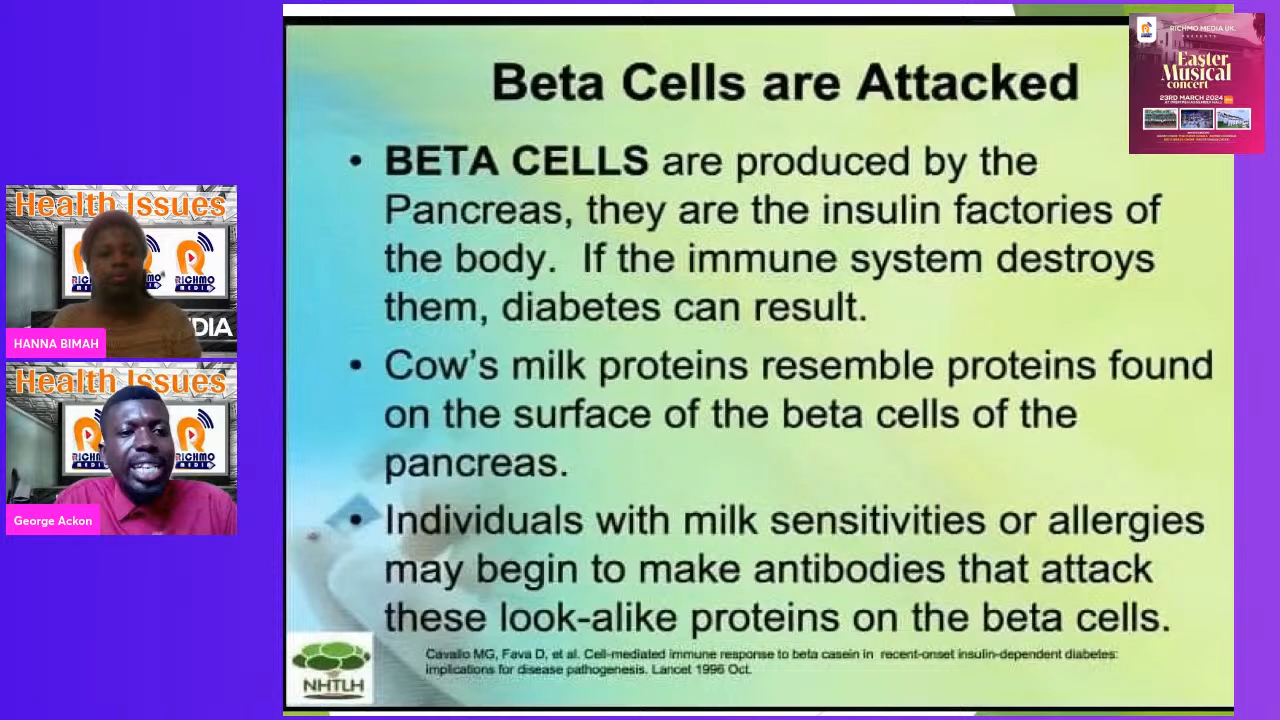 Beta Cells are Attacked
• BETA CELLS are produced by the
Pancreas, they are the insulin factories of
the body. If the immune system destroys
them, diabetes can result.
• Cow's milk proteins resemble proteins found
on the surface of the beta cells of the
pancreas.
• Individuals with milk sensitivities or allergies
may begin to make antibodies that attack
these look-alike proteins on the beta cells.
Cavallo MG, Fava D, et al. Cell-mediated immune response to beta casein in recent-onset insulin-dependent diabetes:
implications for disease pathogenesis. Lancet 1996 Oct.
NHTLH
Health Issues
RICHMO
MEDIA
DIA
HANNA BIMAH
Health Issues
RICHMO
MEDIA
George Ackon
RICHMO MEDIA UK
PRESENTS
Easter
Musical
concert
23RD MARCH 2024